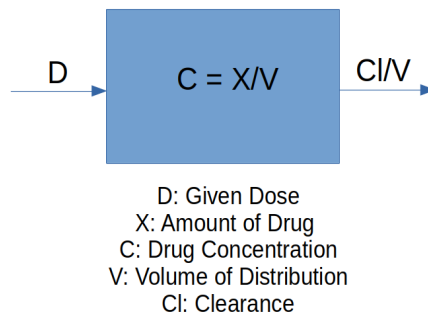 D
C = X/V
Cl/V
D: Given Dose
X: Amount of Drug
C: Drug Concentration
V: Volume of Distribution
Cl: Clearance